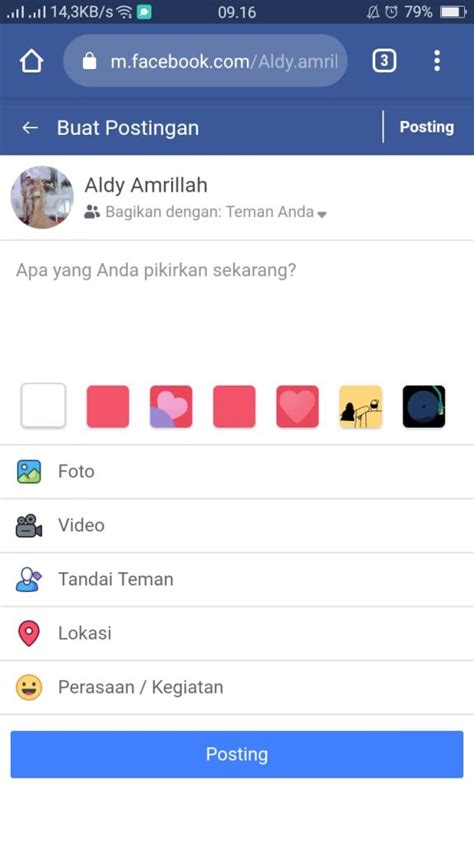 14,3KB/s 09.16 79%
m.facebook.com/Aldy.amril 3
Buat Postingan Posting
Aldy Amrillah
Bagikan dengan: Teman Anda
Apa yang Anda pikirkan sekarang?
Foto
Video
Tandai Teman
Lokasi
Perasaan / Kegiatan
Posting